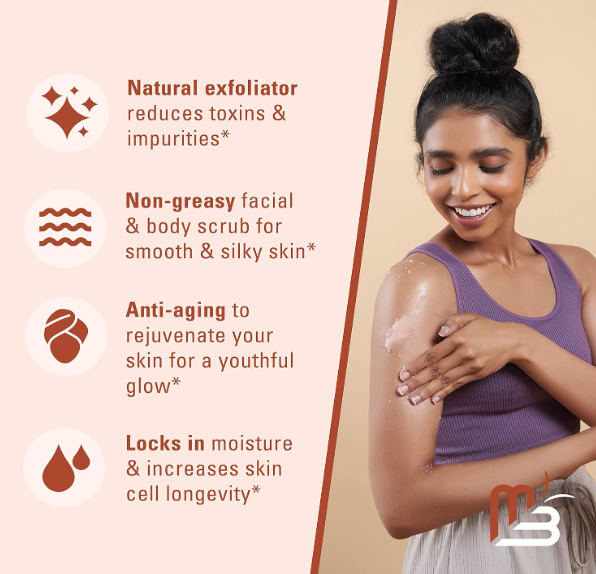 Natural exfoliator
reduces toxins &
impurities*
Non-greasy facial
& body scrub for
smooth & silky skin*
Anti-aging to
rejuvenate your
skin for a youthful
glow*
Locks in moisture
& increases skin
cell longevity*
M3